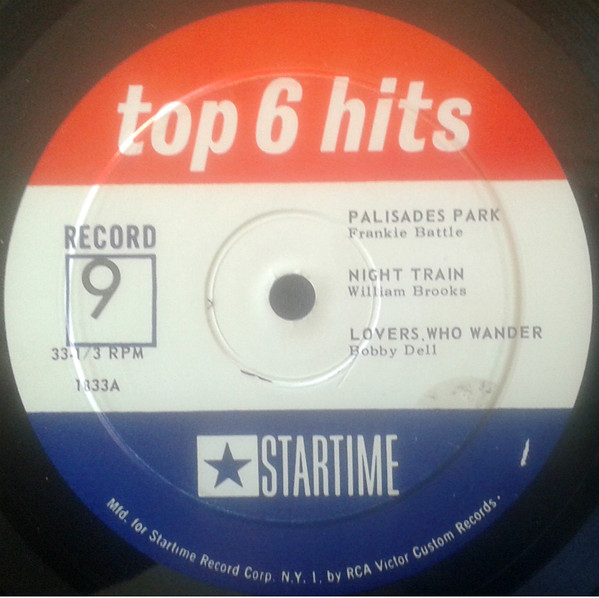 top 6 hits
RECORD
9
33-1/3 RPM
1833A
PALISADES PARK
Frankie Battle
NIGHT TRAIN
William Brooks
LOVERS WHO WANDER
Bobby Dell
STARTIME
Mfd. for Startime Record Corp. N.Y. 1, by RCA Victor Custom Records.